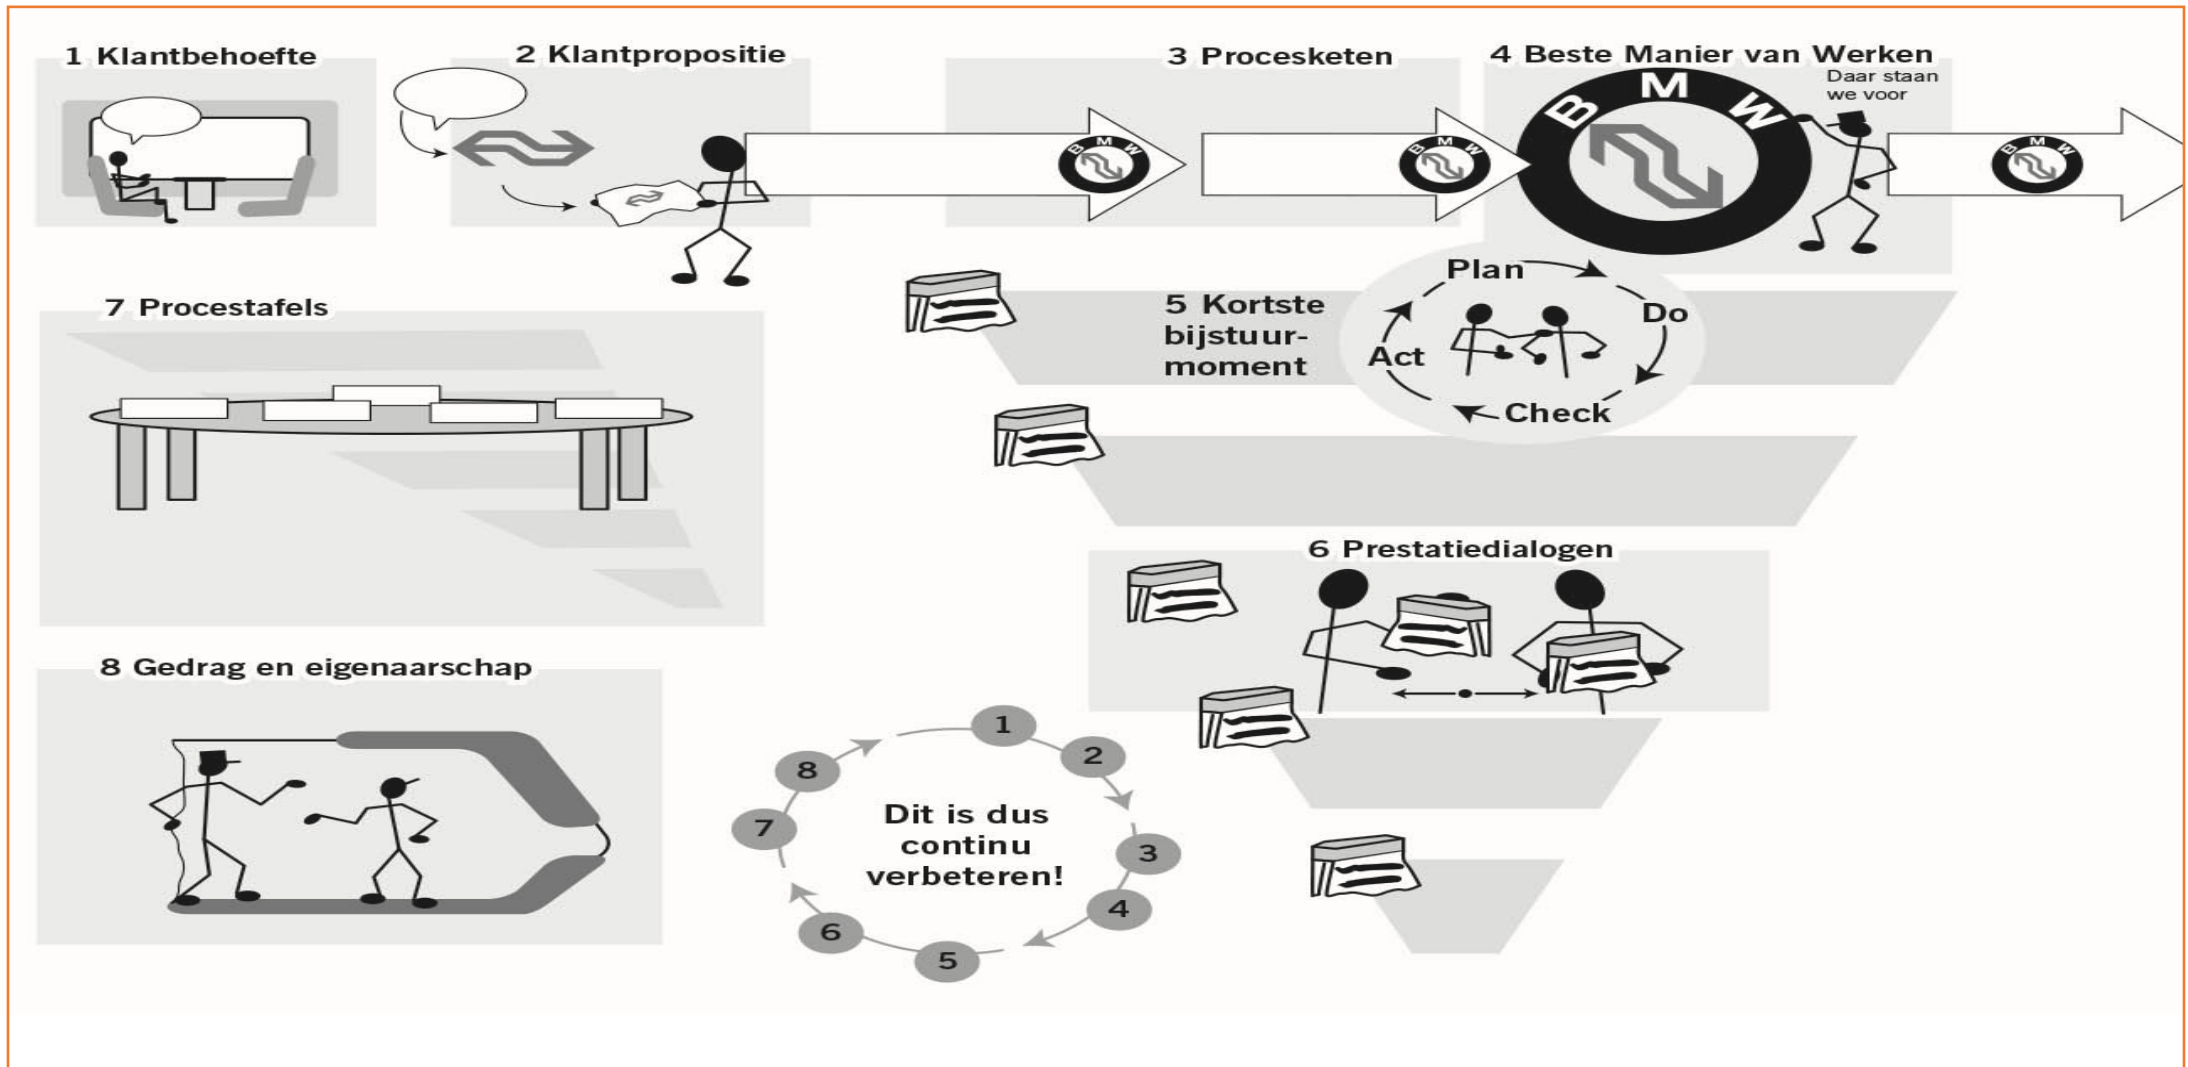 1 Klantbehoefte
2 Klantpropositie
3 Procesketen
4 Beste Manier van Werken
Daar staan
we voor
B M W
B M W
B M W
B M W
5 Kortste
bijstuur-
moment
Plan
Do
Check
Act
6 Prestatiedialogen
7 Procestafels
8 Gedrag en eigenaarschap
Dit is dus
continu
verbeteren!
1
2
3
4
5
6
7
8